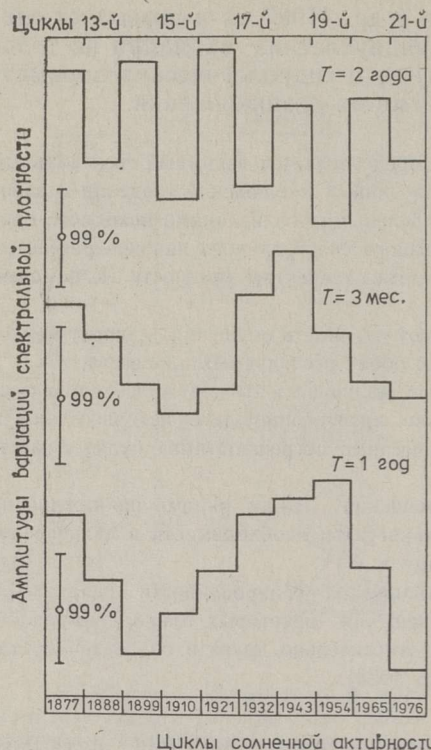 Циклы 13-й 15-й 17-й 19-й 21-й
T = 2 года
99 %
T = 3 мес.
99 %
T = 1 год
99 %
Амплитуды вариаций спектральной плотности
1877 1888 1899 1910 1921 1932 1943 1954 1965 1976
Циклы солнечной активности